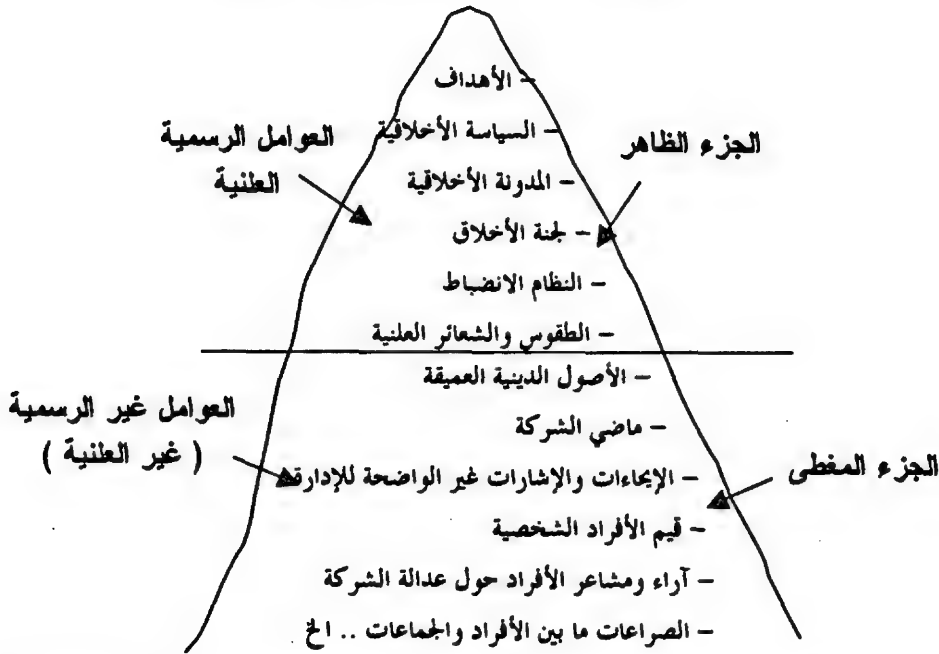 – الأهداف
– السياسة الأخلاقية
العوامل الرسمية
العلنية
الجزء الظاهر
– المدونة الأخلاقية
– لجنة الأخلاق
– النظام الانضباط
– الطقوس والشعائر العلنية
– الأصول الدينية العميقة
– ماضي الشركة
العوامل غير الرسمية
( غير العلنية )
الجزء المغطى
– الإيحاءات والإشارات غير الواضحة للإدارة
– قيم الأفراد الشخصية
– آراء ومشاعر الأفراد حول عدالة الشركة
– الصراعات ما بين الأفراد والجماعات .. الخ